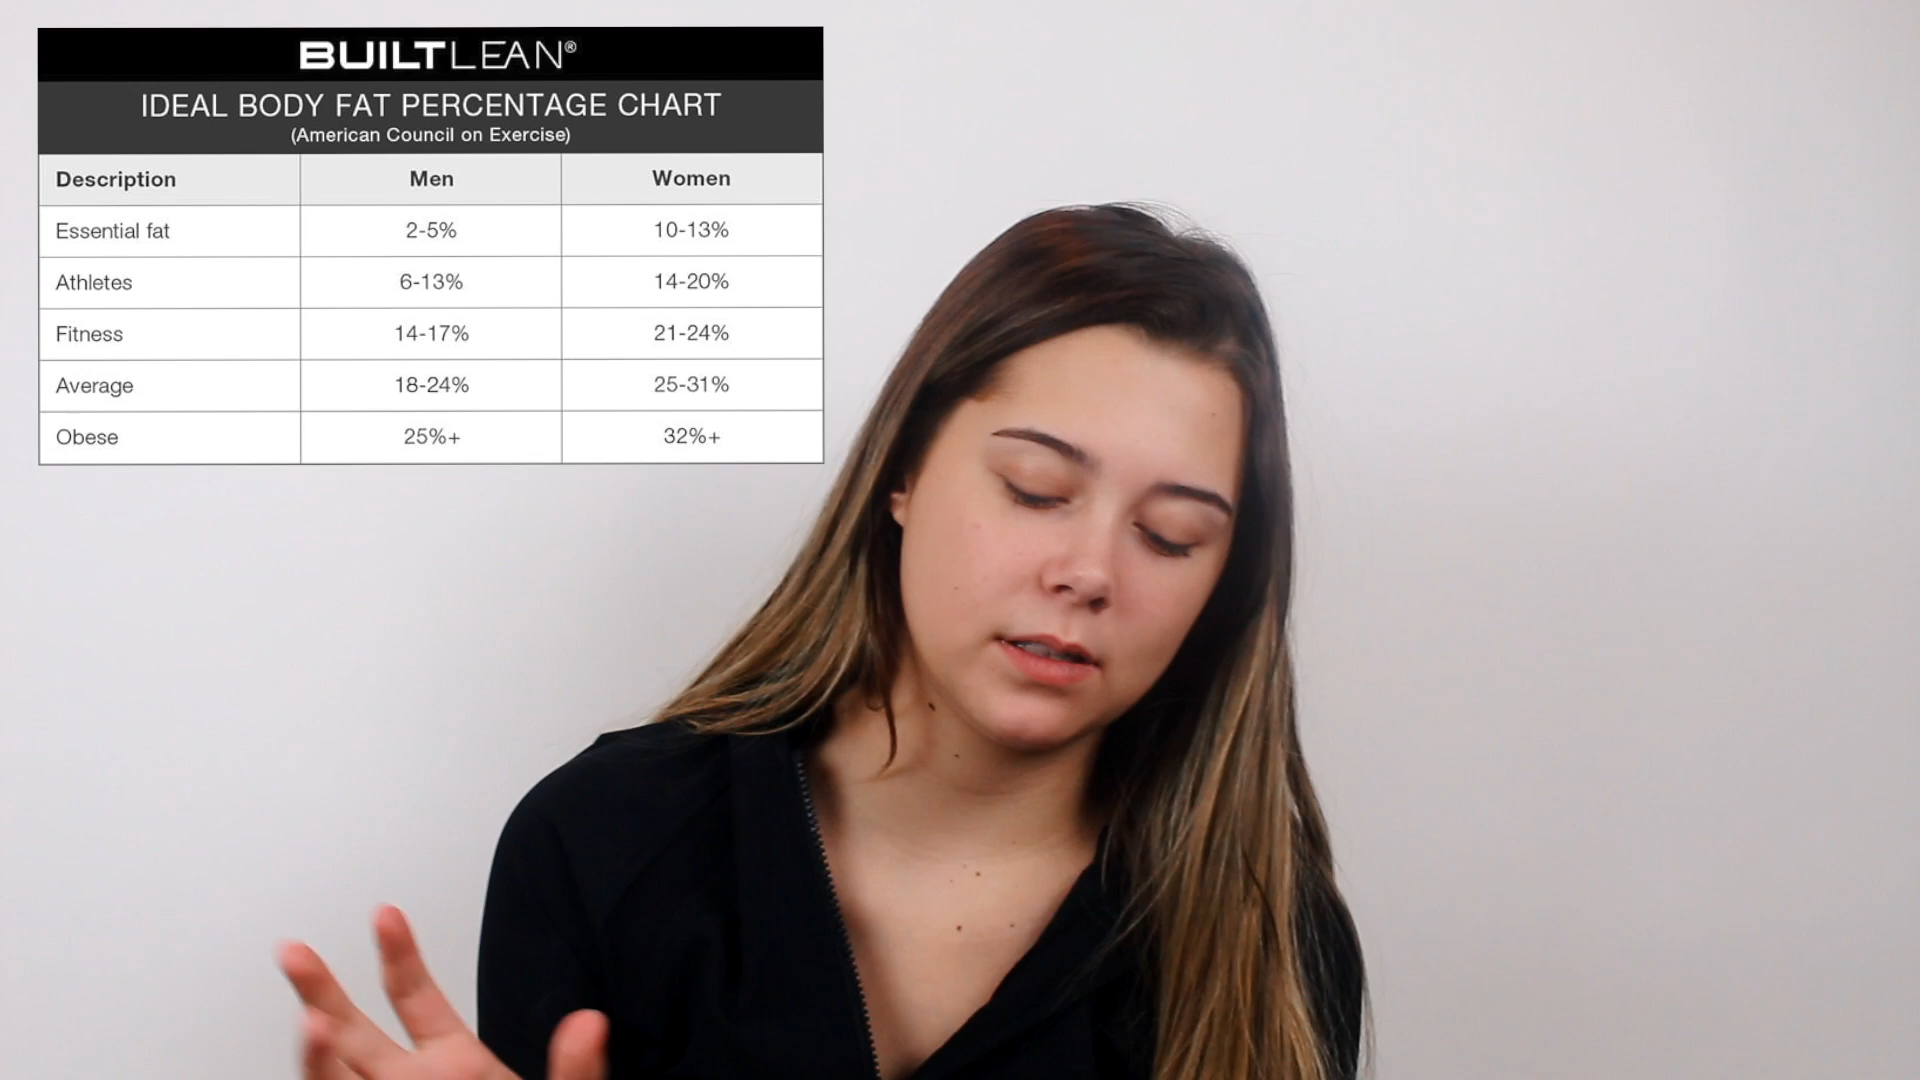 BUILTLEAN®
IDEAL BODY FAT PERCENTAGE CHART
(American Council on Exercise)
Description Men Women
Essential fat 2-5% 10-13%
Athletes 6-13% 14-20%
Fitness 14-17% 21-24%
Average 18-24% 25-31%
Obese 25%+ 32%+